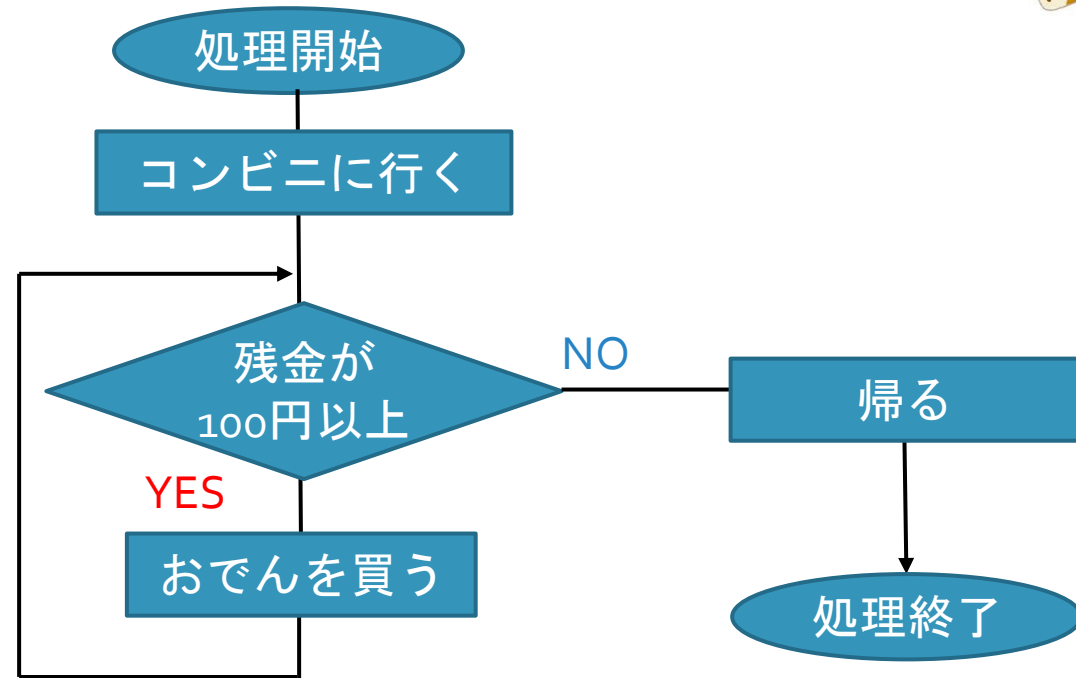 処理開始
コンビニに行く
残金が
100円以上
NO
YES
おでんを買う
帰る
処理終了